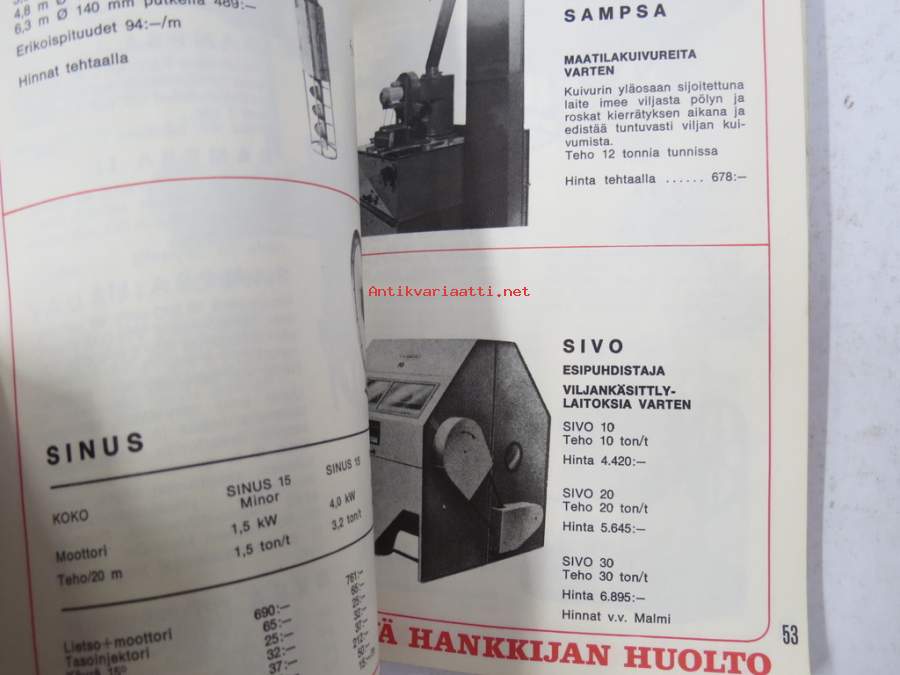 4,8 m Ø
6,3 m Ø 140 mm putkella 489:—
Erikoispituudet 94:—/m
Hinnat tehtaalla
SINUS
KOKO SINUS 15 Minor SINUS 15
Moottori 1,5 kW 4,0 kW
Teho/20 m 1,5 ton/t 3,2 ton/t
Lietso+moottori 690:— 761:—
Tasoinjektori 65:—
25:—
32:—
37:—
SAMPSA
MAATILAKUIVUREITA
VARTEN
Kuivurin yläosaan sijoitettuna
laite imee viljasta pölyn ja
roskat kierrätyksen aikana ja
edistää tuntuvasti viljan kui-
vumista.
Teho 12 tonnia tunnissa
Hinta tehtaalla ...... 678:—
Antikvariaatti.net
SIVO
ESIPUHDISTAJA
VILJANKÄSITTLY-
LAITOKSIA VARTEN
SIVO 10
Teho 10 ton/t
Hinta 4.420:—
SIVO 20
Teho 20 ton/t
Hinta 5.645:—
SIVO 30
Teho 30 ton/t
Hinta 6.895:—
Hinnat v.v. Malmi
HANKKIJAN HUOLTO
53